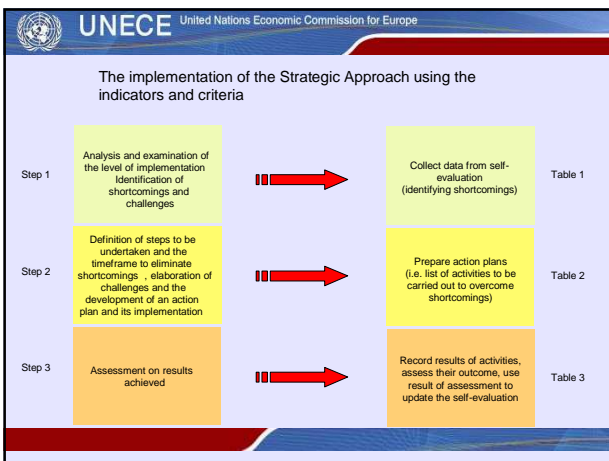 UNECE United Nations Economic Commission for Europe
The implementation of the Strategic Approach using the
indicators and criteria
Step 1
Analysis and examination of
the level of implementation
Identification of
shortcomings and
challenges
Collect data from self-
evaluation
(identifying shortcomings)
Table 1
Step 2
Definition of steps to be
undertaken and the
timeframe to eliminate
shortcomings , elaboration of
challenges and the
development of an action
plan and its implementation
Prepare action plans
(i.e. list of activities to be
carried out to overcome
shortcomings)
Table 2
Step 3
Assessment on results
achieved
Record results of activities,
assess their outcome, use
result of assessment to
update the self-evaluation
Table 3